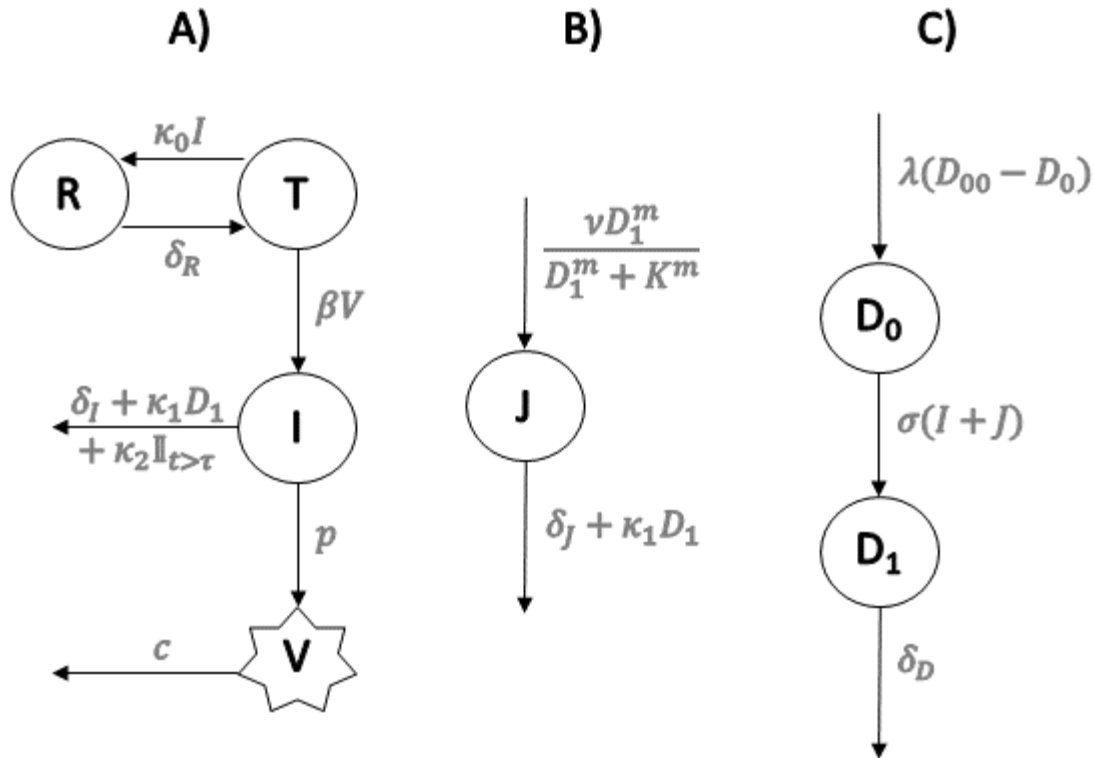 A)
κ₀I
R
T
δ_R
βV
δ_I + κ₁D₁
+ κ₂𝕀_{t>τ}
I
p
c
V
B)
νD₁^m
D₁^m + K^m
J
δ_J + κ₁D₁
C)
λ(D₀₀ − D₀)
D₀
σ(I + J)
D₁
δ_D